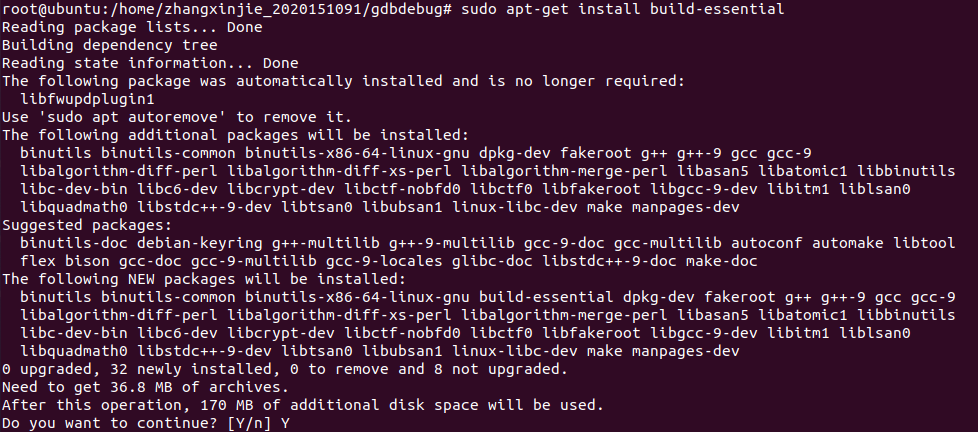 root@ubuntu:/home/zhangxinjie_2020151091/gdbdebug# sudo apt-get install build-essential
Reading package lists... Done
Building dependency tree
Reading state information... Done
The following package was automatically installed and is no longer required:
  libfwupdplugin1
Use 'sudo apt autoremove' to remove it.
The following additional packages will be installed:
  binutils binutils-common binutils-x86-64-linux-gnu dpkg-dev fakeroot g++ g++-9 gcc gcc-9
  libalgorithm-diff-perl libalgorithm-diff-xs-perl libalgorithm-merge-perl libasan5 libatomic1 libbinutils
  libc-dev-bin libc6-dev libcrypt-dev libctf-nobfd0 libctf0 libfakeroot libgcc-9-dev libitm1 liblsan0
  libquadmath0 libstdc++-9-dev libtsan0 libubsan1 linux-libc-dev make manpages-dev
Suggested packages:
  binutils-doc debian-keyring g++-multilib g++-9-multilib gcc-9-doc gcc-multilib autoconf automake libtool
  flex bison gcc-doc gcc-9-multilib gcc-9-locales glibc-doc libstdc++-9-doc make-doc
The following NEW packages will be installed:
  binutils binutils-common binutils-x86-64-linux-gnu build-essential dpkg-dev fakeroot g++ g++-9 gcc gcc-9
  libalgorithm-diff-perl libalgorithm-diff-xs-perl libalgorithm-merge-perl libasan5 libatomic1 libbinutils
  libc-dev-bin libc6-dev libcrypt-dev libctf-nobfd0 libctf0 libfakeroot libgcc-9-dev libitm1 liblsan0
  libquadmath0 libstdc++-9-dev libtsan0 libubsan1 linux-libc-dev make manpages-dev
0 upgraded, 32 newly installed, 0 to remove and 8 not upgraded.
Need to get 36.8 MB of archives.
After this operation, 170 MB of additional disk space will be used.
Do you want to continue? [Y/n] Y